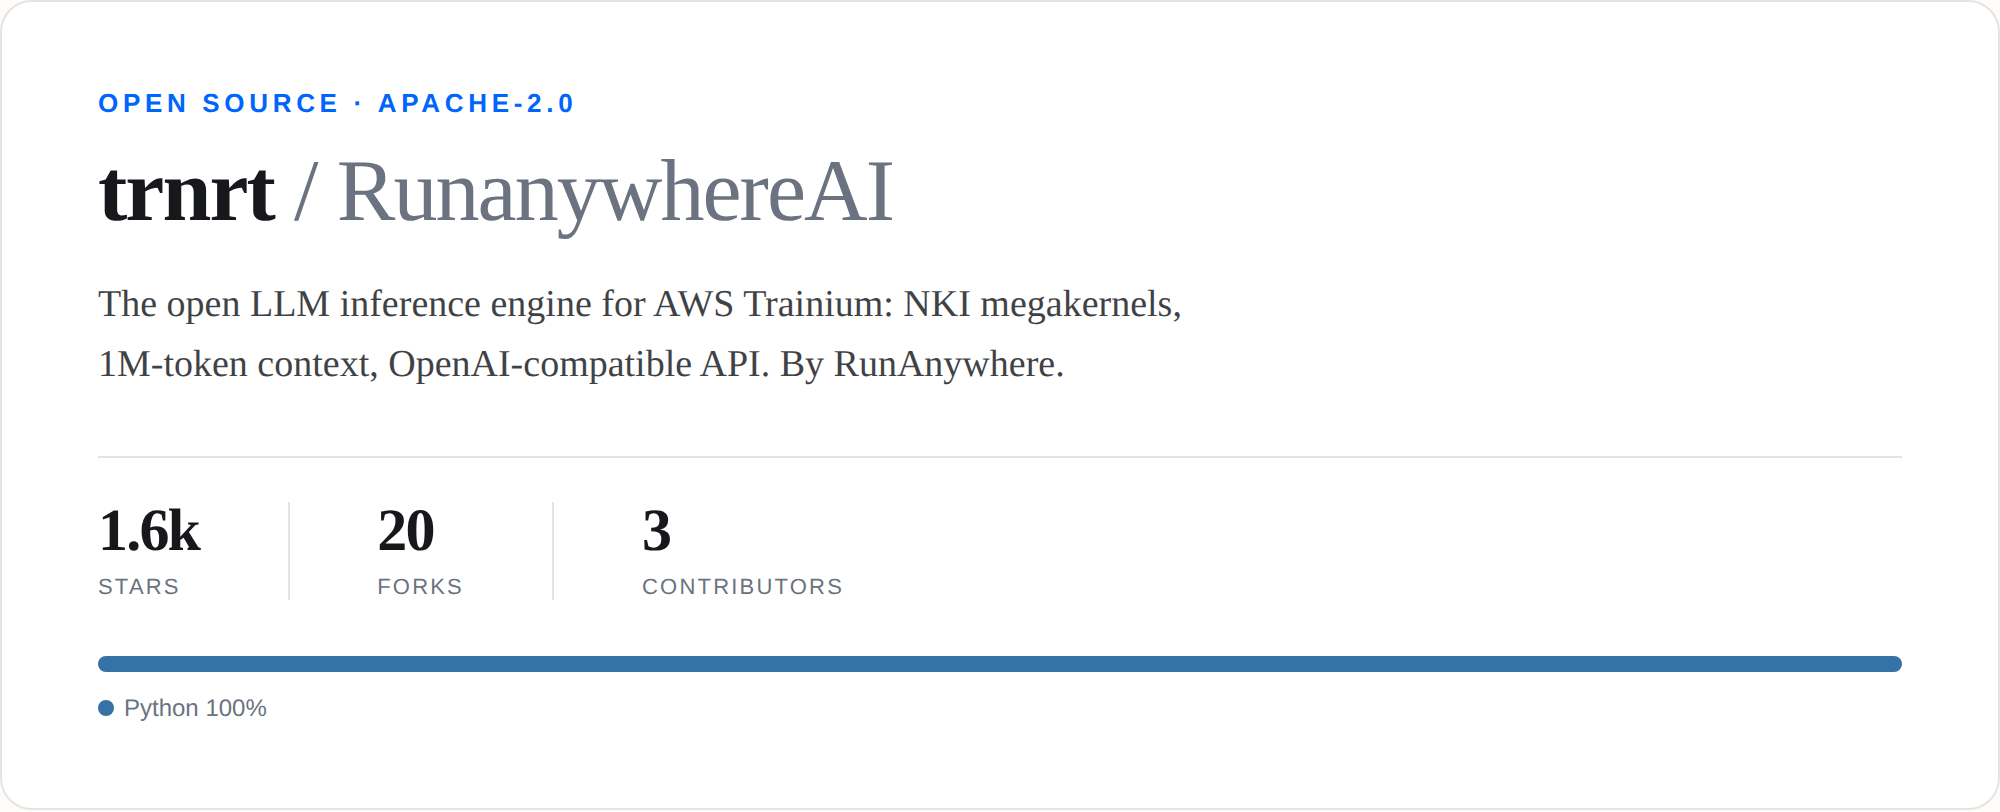 OPEN SOURCE · APACHE-2.0
trnrt / RunanywhereAI
The open LLM inference engine for AWS Trainium: NKI megakernels,
1M-token context, OpenAI-compatible API. By RunAnywhere.
1.6k
STARS
20
FORKS
3
CONTRIBUTORS
Python 100%